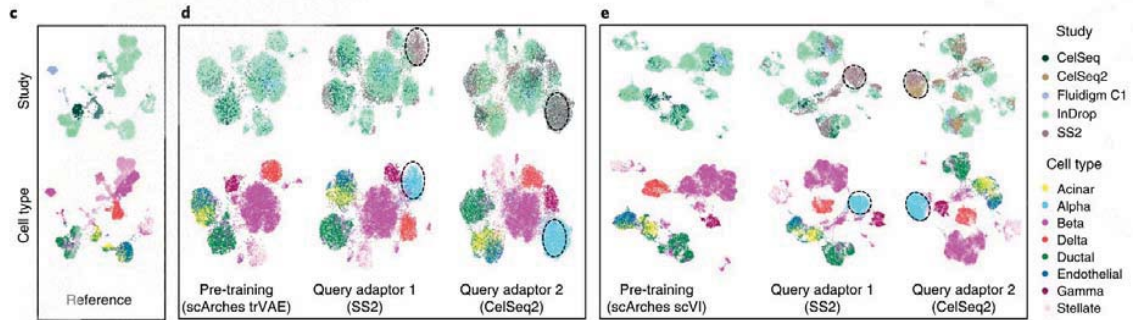 c
d
e
Study
Cell type
Reference
Pre-training
(scArches trVAE)
Query adaptor 1
(SS2)
Query adaptor 2
(CelSeq2)
Pre-training
(scArches scVI)
Query adaptor 1
(SS2)
Query adaptor 2
(CelSeq2)
Study
CelSeq
CelSeq2
Fluidigm C1
InDrop
SS2
Cell type
Acinar
Alpha
Beta
Delta
Ductal
Endothelial
Gamma
Stellate